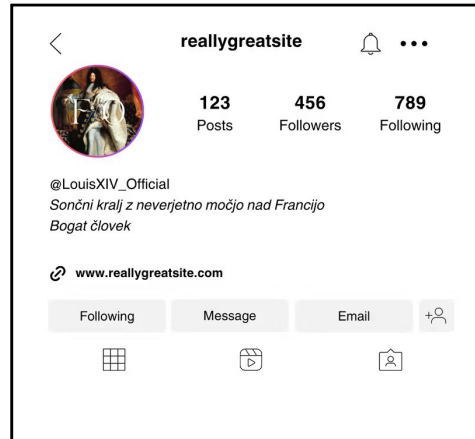 reallygreatsite
123 456 789
Posts Followers Following
@LouisXIV_Official
Sončni kralj z neverjetno močjo nad Francijo
Bogat človek
www.reallygreatsite.com
Following Message Email